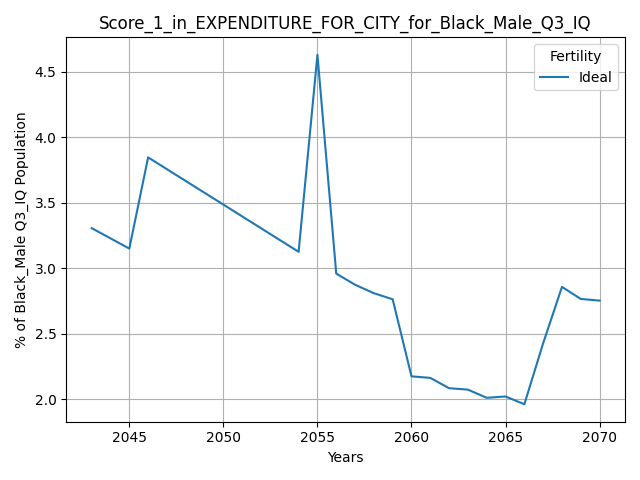 Score_1_in_EXPENDITURE_FOR_CITY_for_Black_Male_Q3_IQ
Fertility
Ideal
% of Black_Male Q3_IQ Population
4.5
4.0
3.5
3.0
2.5
2.0
2045 2050 2055 2060 2065 2070
Years